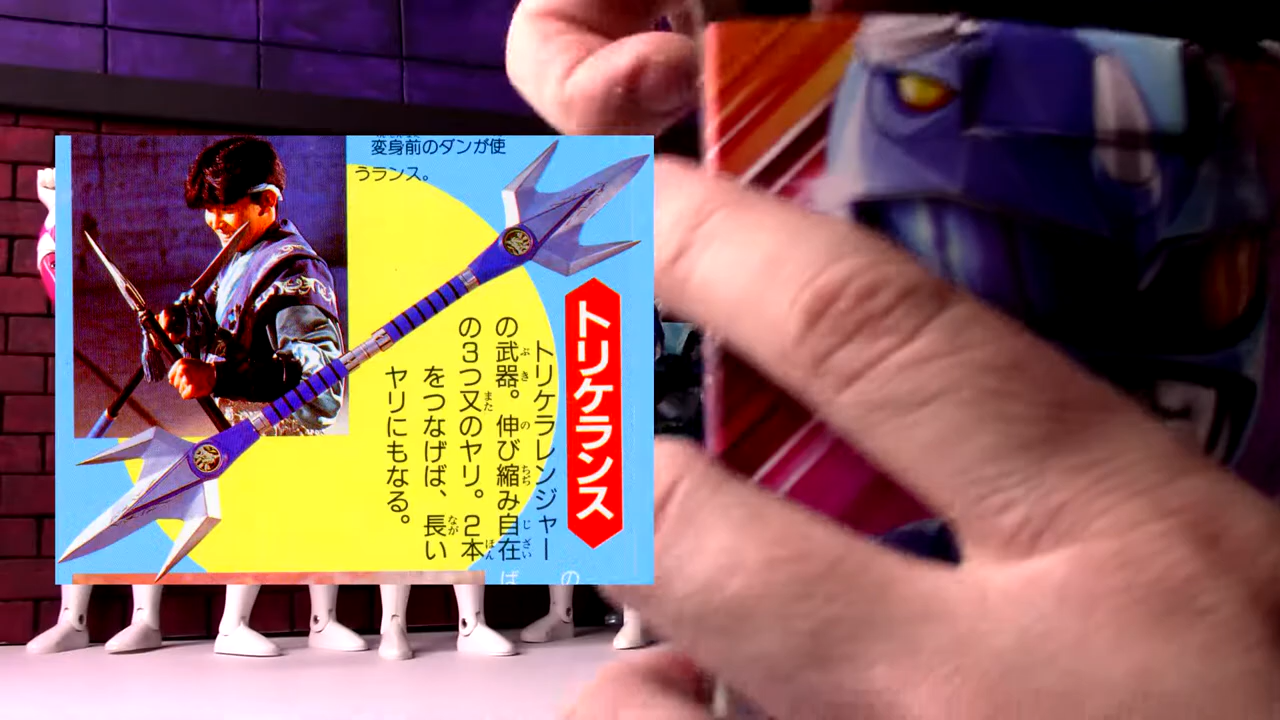 変身前のダンが使
うランス。
トリケランス
トリケラレンジャー
の武器。伸び縮み自在
の3つ又のヤリ。2本
をつなげば、長い
ヤリにもなる。